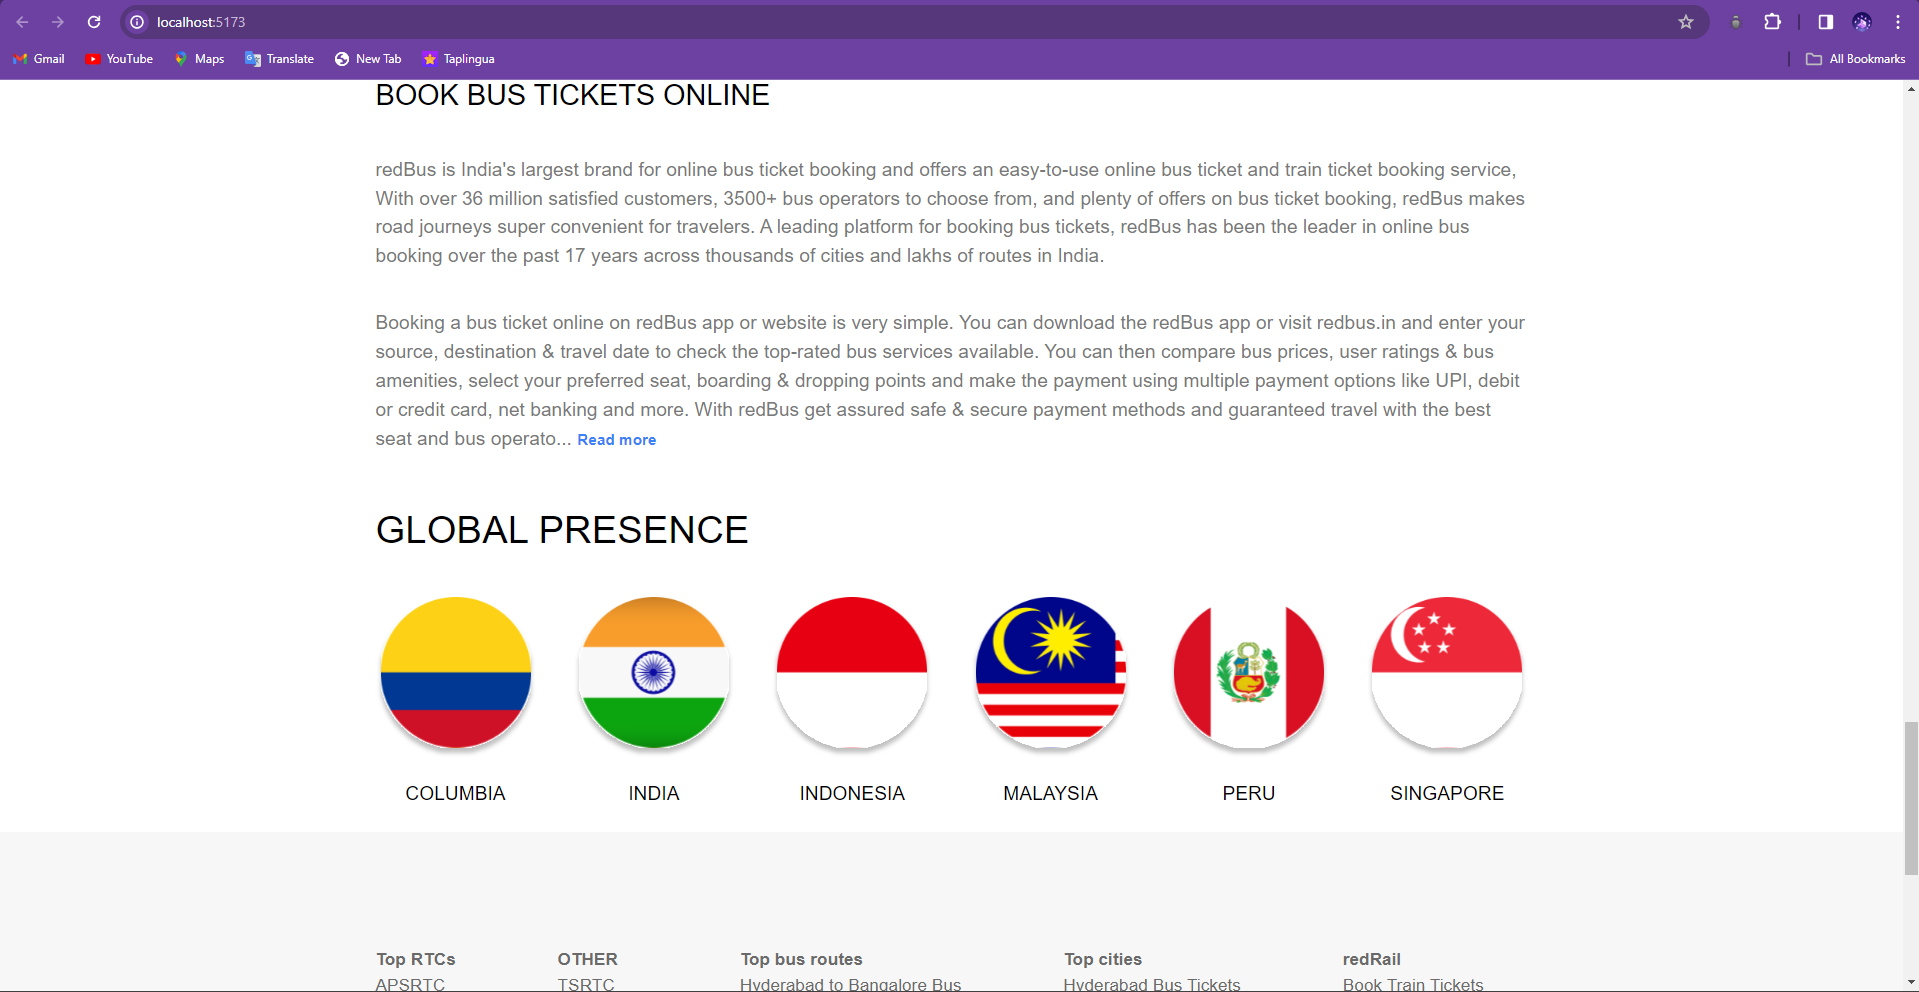 localhost:5173
Gmail
YouTube
Maps
Translate
New Tab
Taplingua
All Bookmarks
BOOK BUS TICKETS ONLINE
redBus is India's largest brand for online bus ticket booking and offers an easy-to-use online bus ticket and train ticket booking service,
With over 36 million satisfied customers, 3500+ bus operators to choose from, and plenty of offers on bus ticket booking, redBus makes
road journeys super convenient for travelers. A leading platform for booking bus tickets, redBus has been the leader in online bus
booking over the past 17 years across thousands of cities and lakhs of routes in India.
Booking a bus ticket online on redBus app or website is very simple. You can download the redBus app or visit redbus.in and enter your
source, destination & travel date to check the top-rated bus services available. You can then compare bus prices, user ratings & bus
amenities, select your preferred seat, boarding & dropping points and make the payment using multiple payment options like UPI, debit
or credit card, net banking and more. With redBus get assured safe & secure payment methods and guaranteed travel with the best
seat and bus operato... Read more
GLOBAL PRESENCE
COLUMBIA
INDIA
INDONESIA
MALAYSIA
PERU
SINGAPORE
Top RTCs
OTHER
Top bus routes
Top cities
redRail
APSRTC
TSRTC
Hyderabad to Bangalore Bus
Hyderabad Bus Tickets
Book Train Tickets